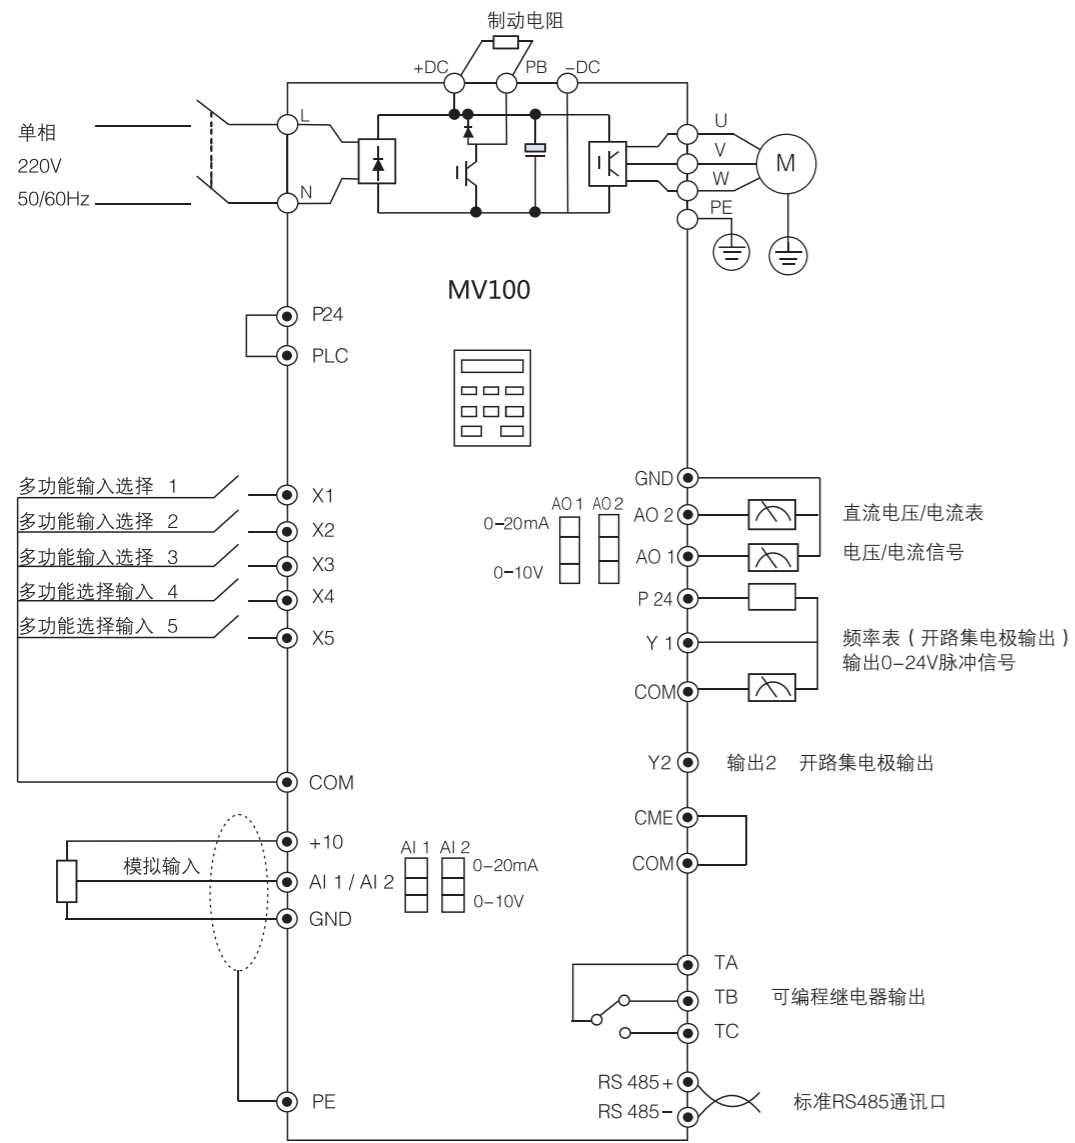 制动电阻
+DC
PB
-DC
L
单相
220V
50/60Hz
N
U
V
W
PE
M
MV100
P24
PLC
多功能输入选择 1
X1
多功能输入选择 2
X2
多功能输入选择 3
X3
多功能选择输入 4
X4
多功能选择输入 5
X5
COM
+10
模拟输入
AI 1 / AI 2
GND
AI 1 AI 2
0-20mA
0-10V
PE
GND
AO 1 AO 2
0-20mA
0-10V
AO 2
直流电压/电流表
AO 1
电压/电流信号
P 24
Y 1
频率表（开路集电极输出）
输出0-24V脉冲信号
COM
Y2
输出2 开路集电极输出
CME
COM
TA
TB
可编程继电器输出
TC
RS 485+
RS 485-
标准RS485通讯口